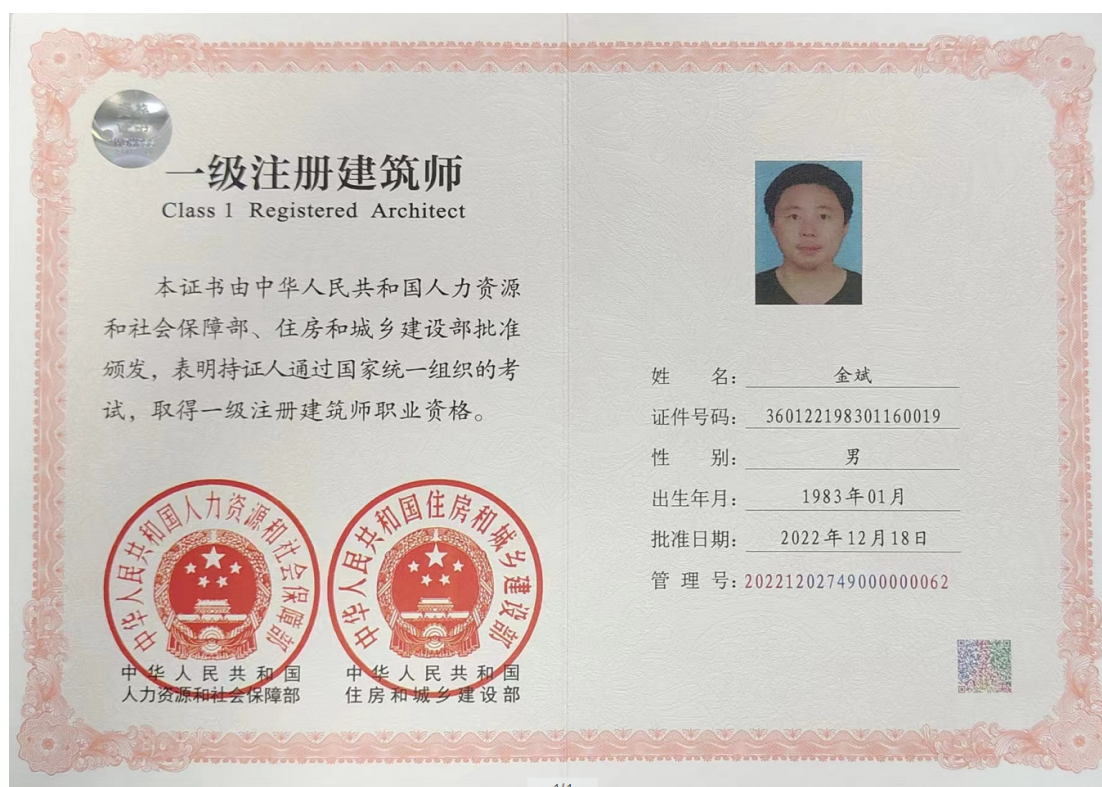 一级注册建筑师
Class 1 Registered Architect
本证书由中华人民共和国人力资源
和社会保障部、住房和城乡建设部批准
颁发，表明持证人通过国家统一组织的考
试，取得一级注册建筑师职业资格。
中华人民共和国人力资源和社会保障部
中华人民共和国住房和城乡建设部
中华人民共和国
人力资源和社会保障部
中华人民共和国
住房和城乡建设部
姓 名：金斌
证件号码：360122198301160019
性 别：男
出生年月：1983年01月
批准日期：2022年12月18日
管 理 号：20221202749000000062